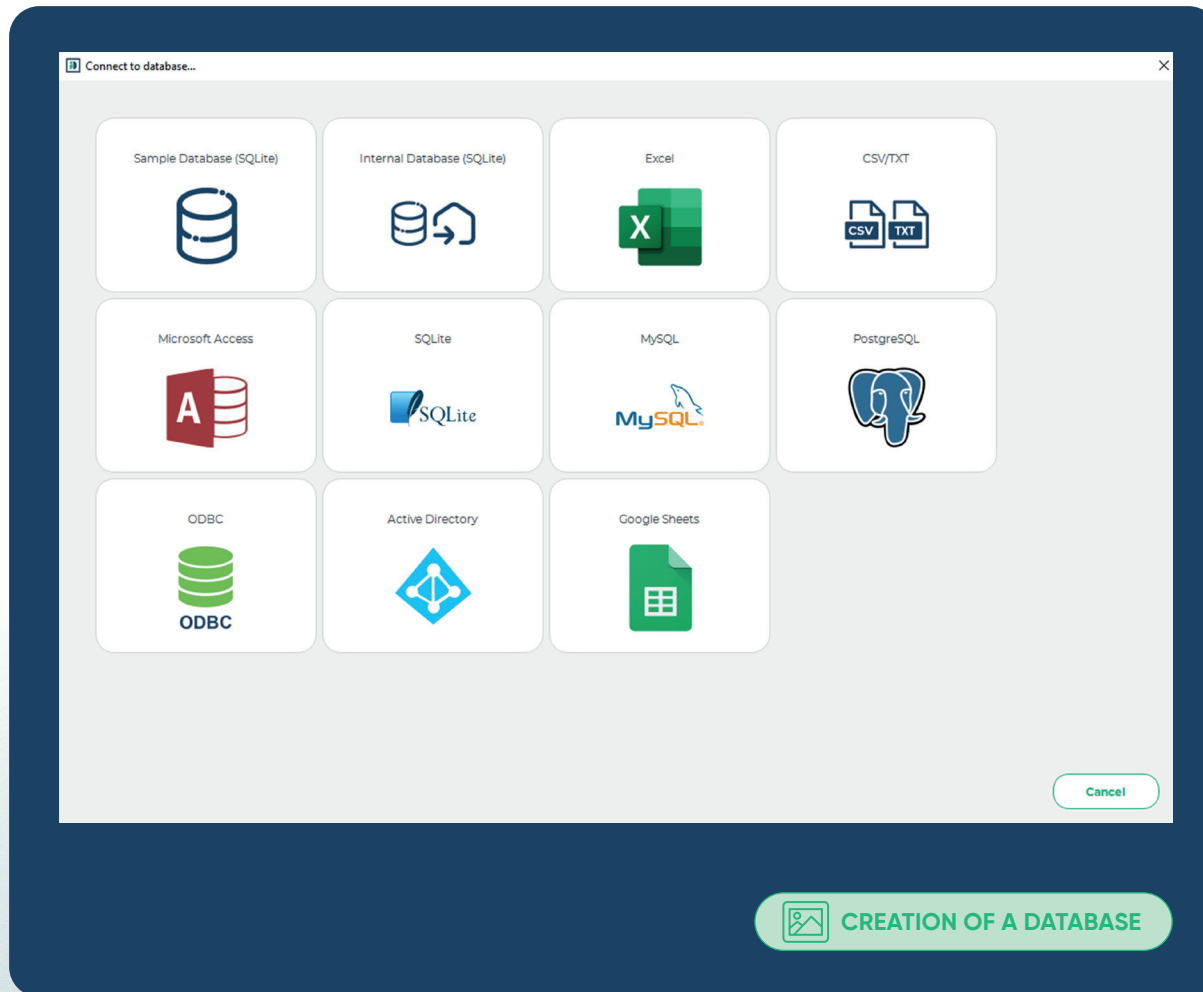 Connect to database...
Sample Database (SQLite)
Internal Database (SQLite)
Excel
CSV/TXT
X
CSV
TXT
Microsoft Access
SQLite
MySQL
PostgreSQL
A
SQLite
MySQL®
ODBC
Active Directory
Google Sheets
ODBC
Cancel
CREATION OF A DATABASE